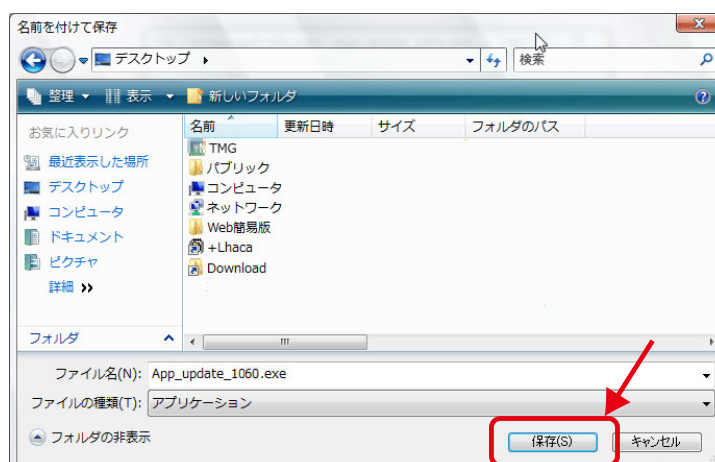 名前を付けて保存
デスクトップ
検索
整理 表示 新しいフォルダ
お気に入りリンク
最近表示した場所
デスクトップ
コンピュータ
ドキュメント
ピクチャ
詳細 >>
フォルダ
名前 更新日時 サイズ フォルダのパス
TMG
パブリック
コンピュータ
ネットワーク
Web簡易版
+Lhaca
Download
ファイル名(N): App_update_1060.exe
ファイルの種類(T): アプリケーション
フォルダの非表示
保存(S) キャンセル